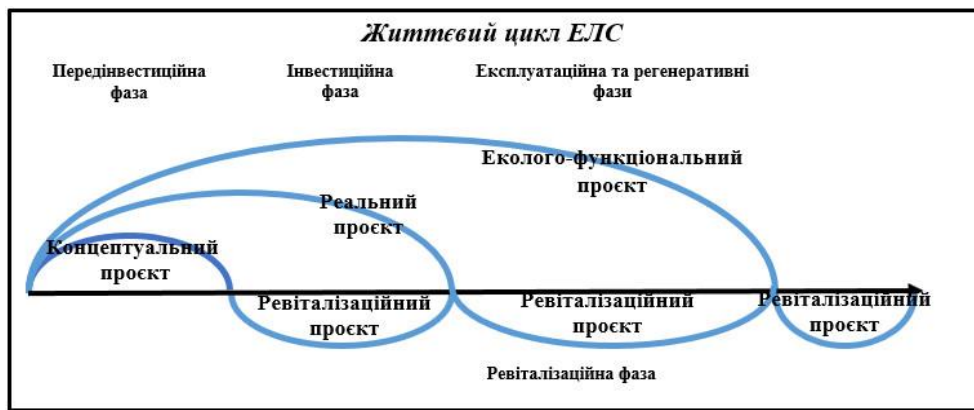 Життєвий цикл ЕЛС
Передінвестиційна
фаза
Інвестиційна
фаза
Експлуатаційна та регенеративні
фази
Еколого-функціональний
проєкт
Реальний
проєкт
Концептуальний
проєкт
Ревіталізаційний
проєкт
Ревіталізаційний
проєкт
Ревіталізаційний
проєкт
Ревіталізаційна фаза